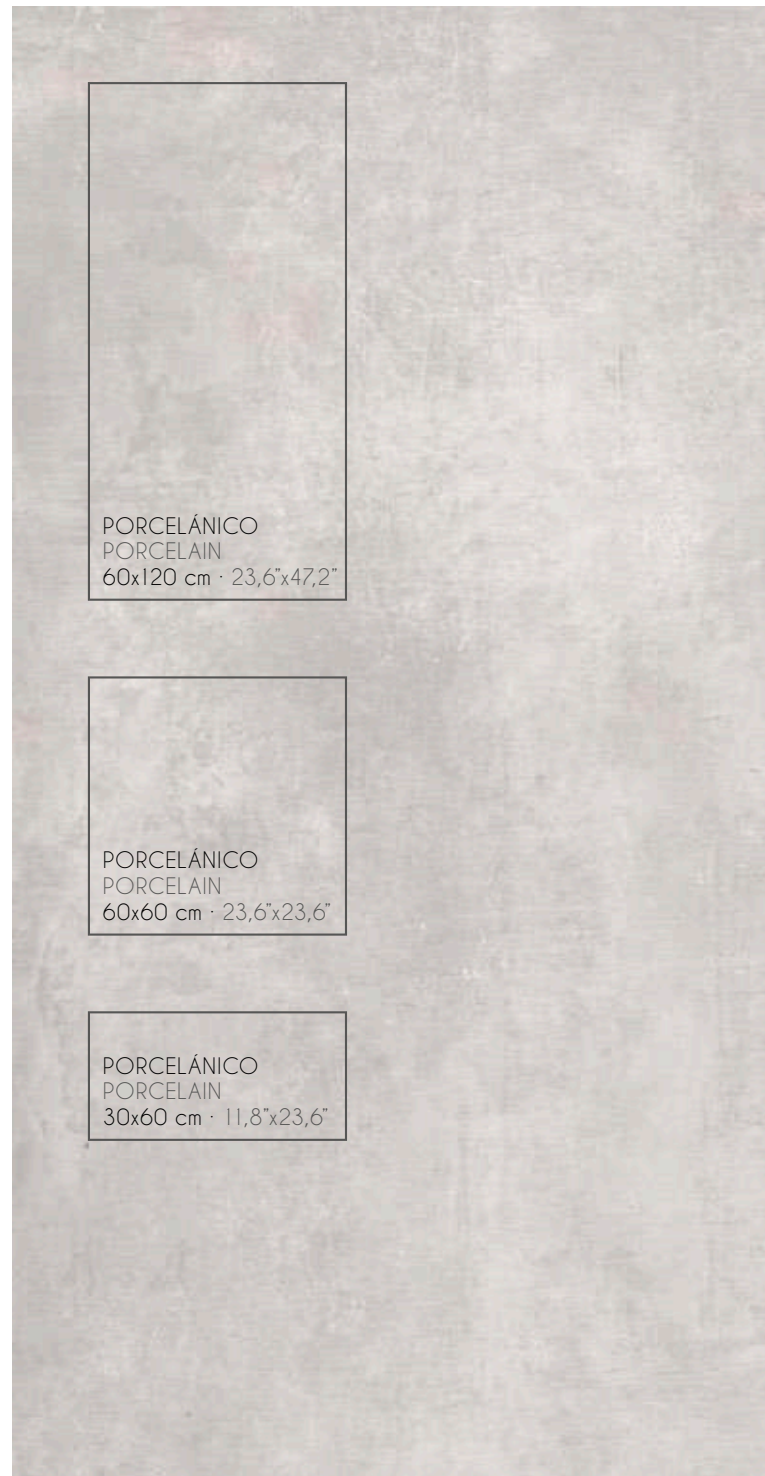 PORCELÁNICO
PORCELAIN
60x120 cm · 23,6”x47,2”
PORCELÁNICO
PORCELAIN
60x60 cm · 23,6”x23,6”
PORCELÁNICO
PORCELAIN
30x60 cm · 11,8”x23,6”